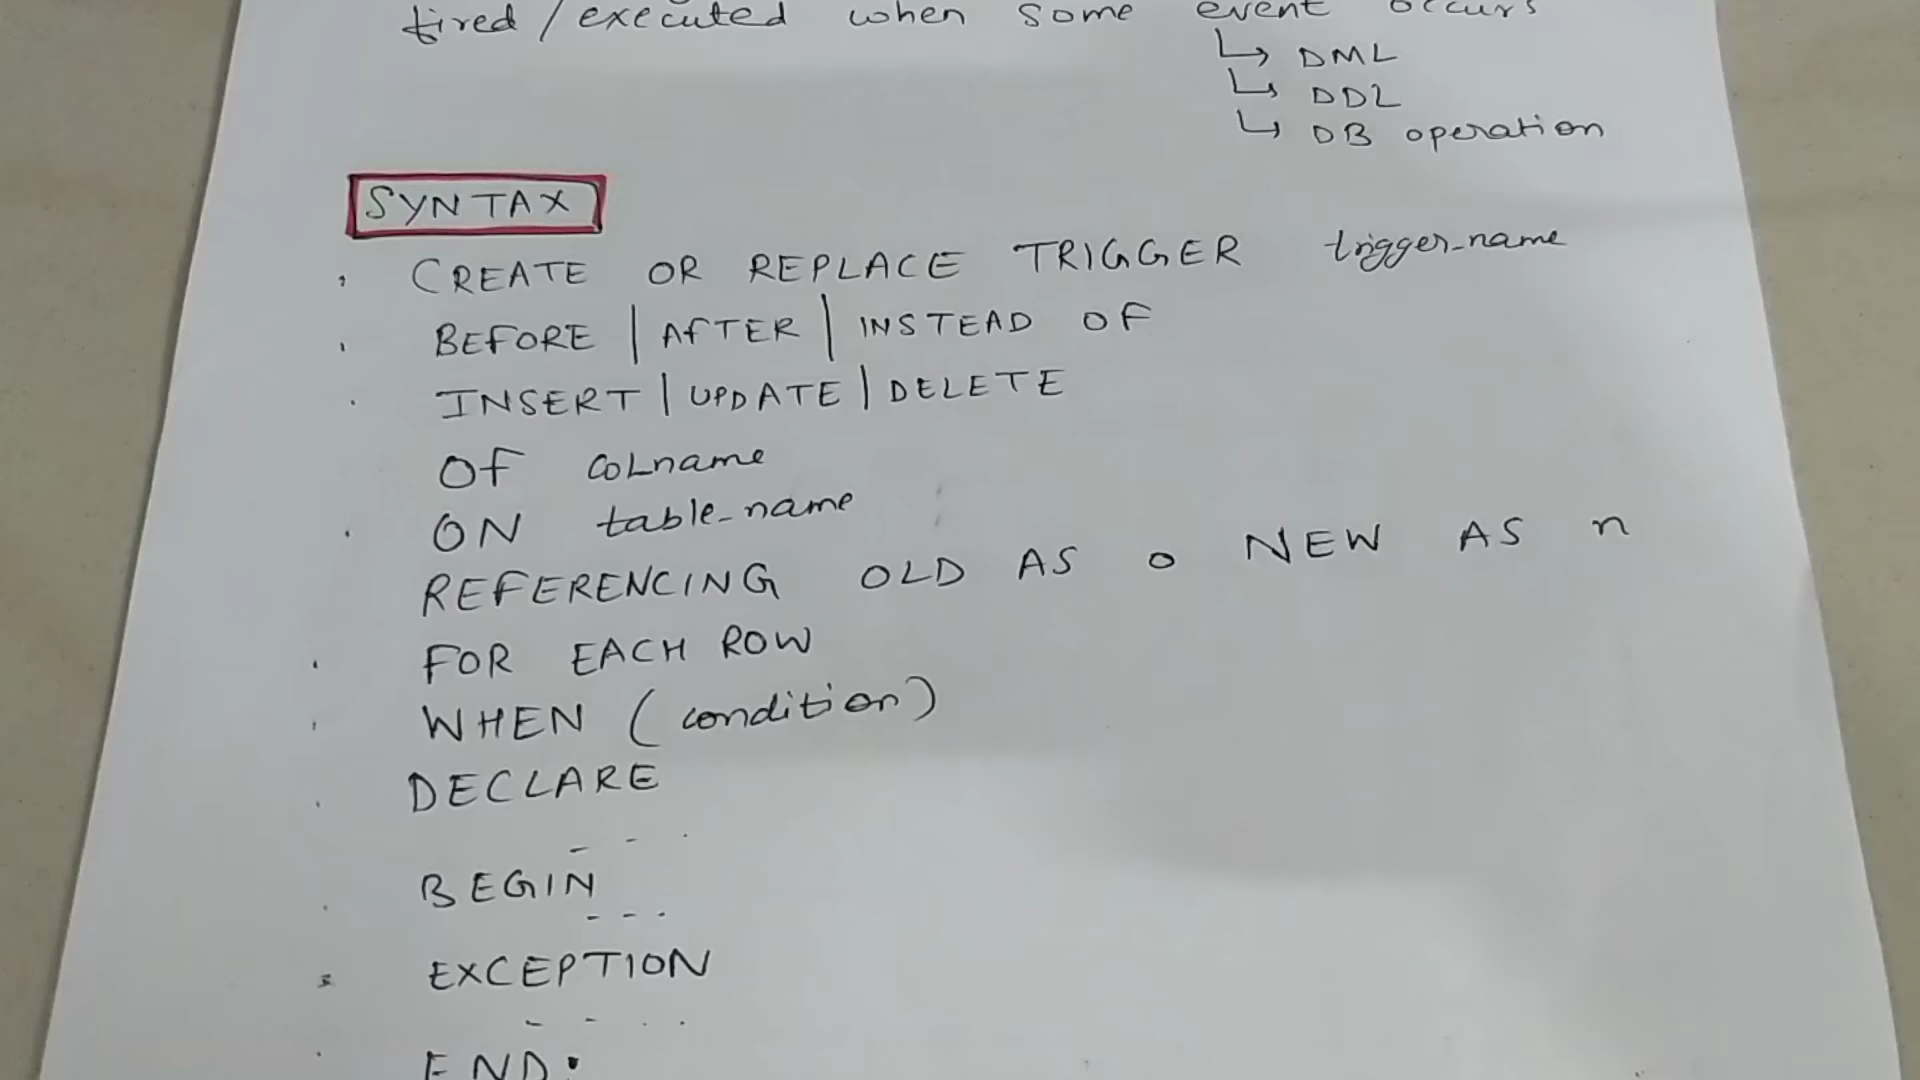 fired / executed when some event occurs
↳ DML
↳ DDL
↳ DB operation
SYNTAX
CREATE OR REPLACE TRIGGER trigger_name
BEFORE | AFTER | INSTEAD OF
INSERT | UPDATE | DELETE
OF colname
ON table_name
REFERENCING OLD AS o NEW AS n
FOR EACH ROW
WHEN (condition)
DECLARE
- - -
BEGIN
- - -
EXCEPTION
- - - -
END;